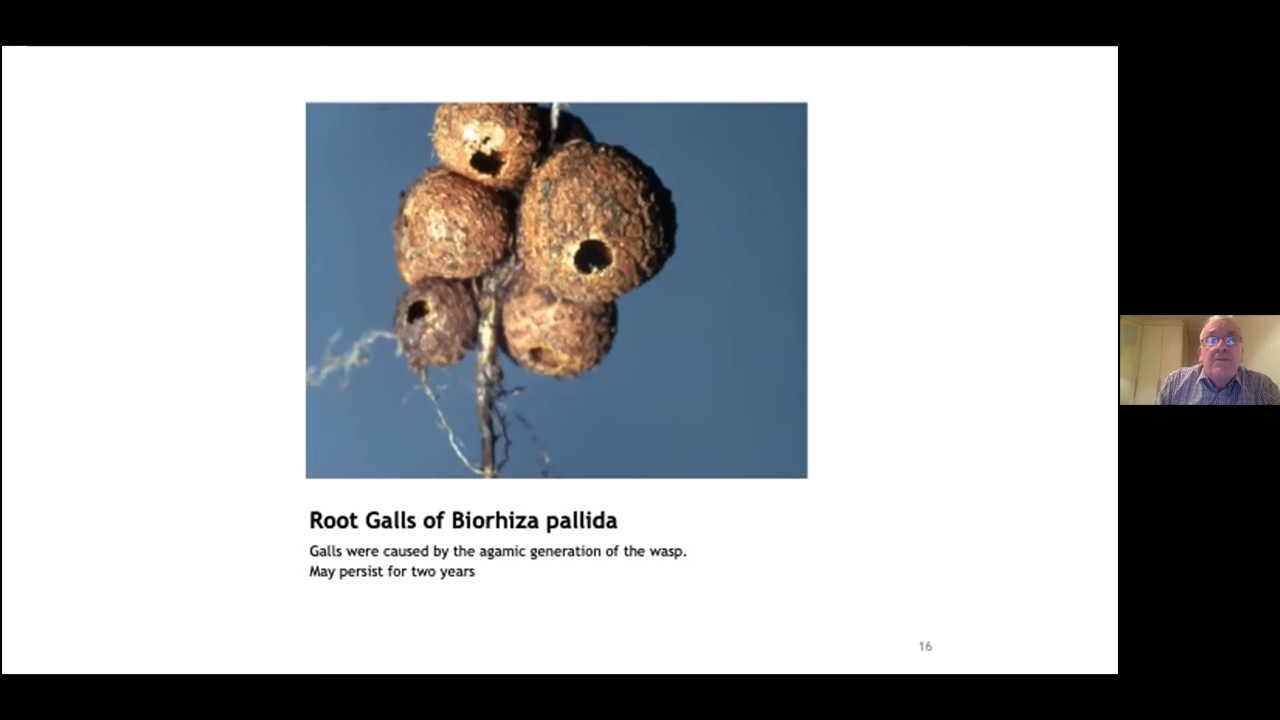 Root Galls of Biorhiza pallida
Galls were caused by the agamic generation of the wasp.
May persist for two years
16